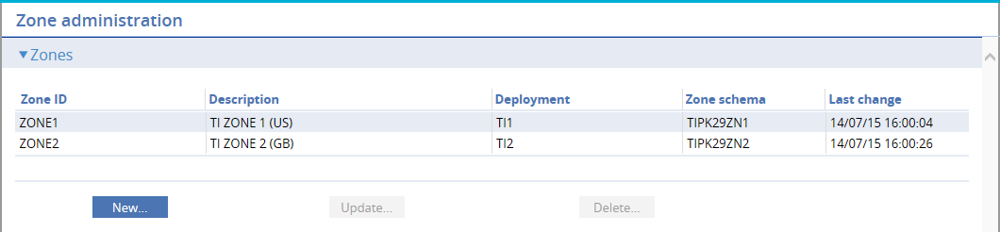 Zone administration
Zones
Zone ID Description Deployment Zone schema Last change
ZONE1 TI ZONE 1 (US) TI1 TIPK29ZN1 14/07/15 16:00:04
ZONE2 TI ZONE 2 (GB) TI2 TIPK29ZN2 14/07/15 16:00:26
New... Update... Delete...